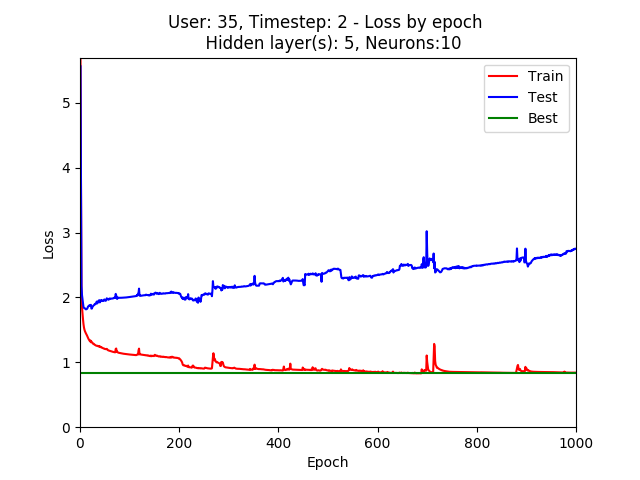 User: 35, Timestep: 2 - Loss by epoch
Hidden layer(s): 5, Neurons:10
Train
Test
Best
5
4
3
2
1
0
Loss
0 200 400 600 800 1000
Epoch